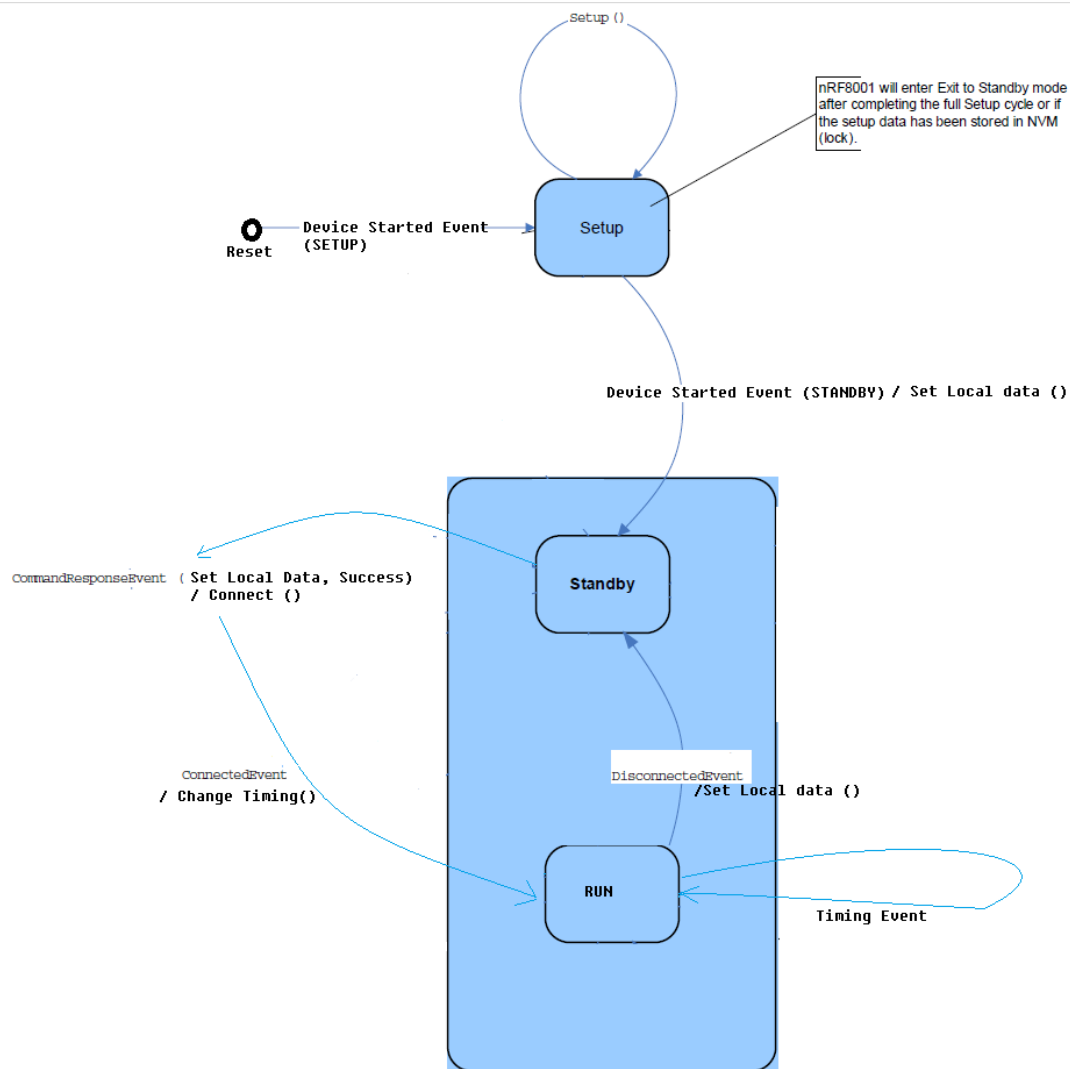 Setup ()
nRF8001 will enter Exit to Standby mode
after completing the full Setup cycle or if
the setup data has been stored in NVM
(lock).
Setup
Device Started Event
(SETUP)
Reset
Device Started Event (STANDBY) / Set Local data ()
Standby
CommandResponseEvent ( Set Local Data, Success)
/ Connect ()
ConnectedEvent
/ Change Timing()
DisconnectedEvent
/Set Local data ()
RUN
Timing Event